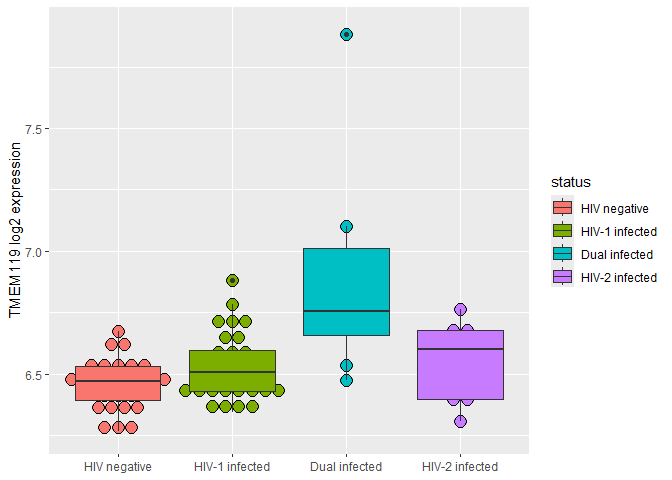 TMEM119 log2 expression
7.5
7.0
6.5
HIV negative
HIV-1 infected
Dual infected
HIV-2 infected
status
HIV negative
HIV-1 infected
Dual infected
HIV-2 infected